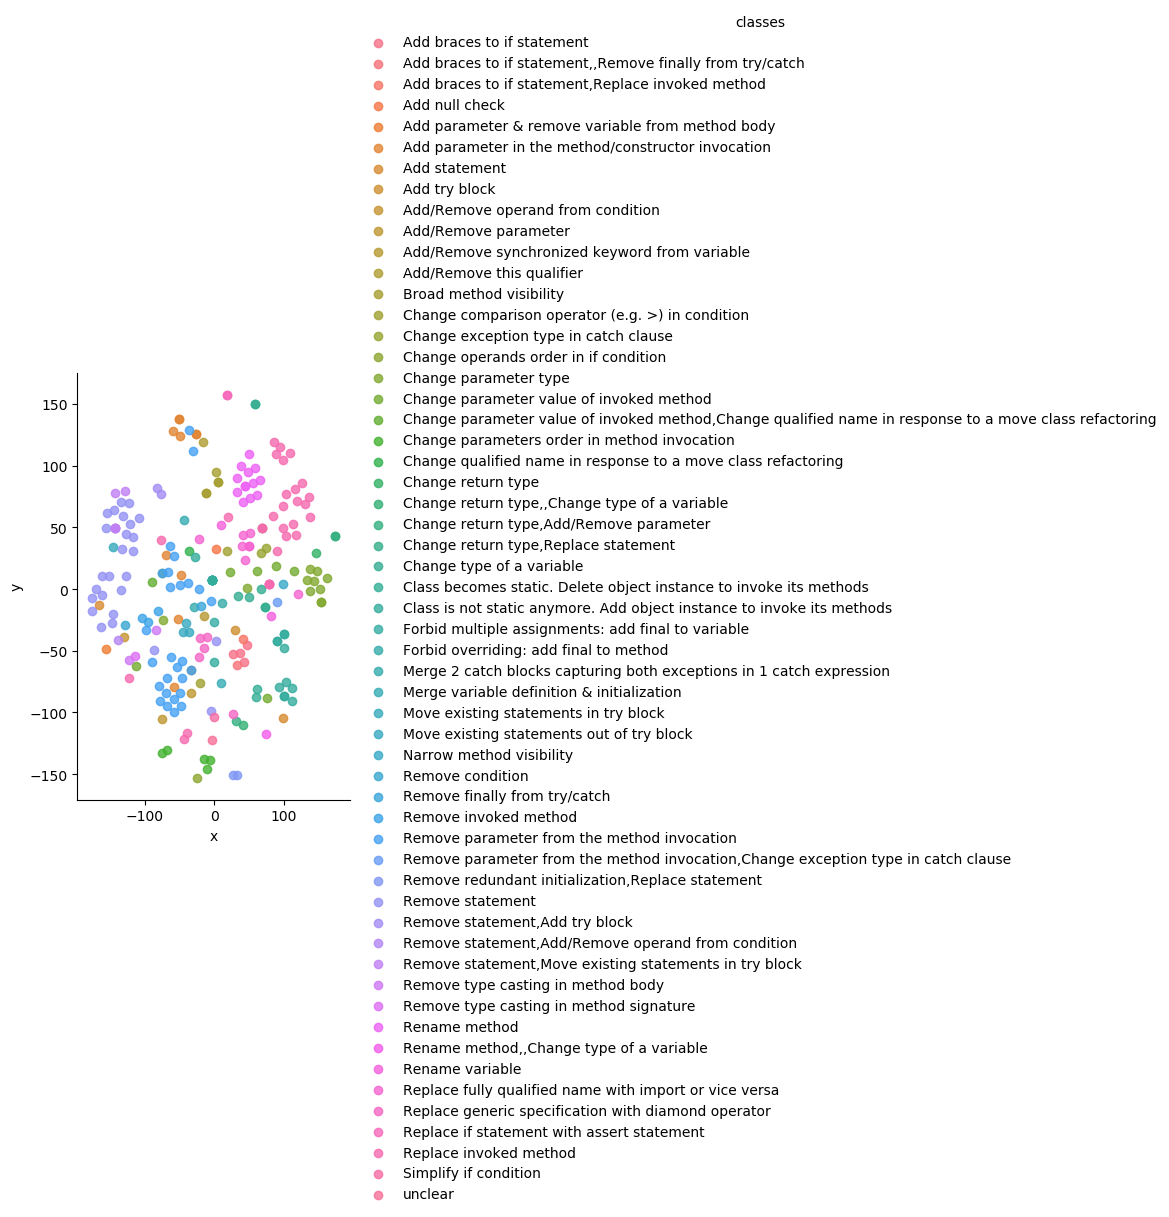 classes
Add braces to if statement
Add braces to if statement,,Remove finally from try/catch
Add braces to if statement,Replace invoked method
Add null check
Add parameter & remove variable from method body
Add parameter in the method/constructor invocation
Add statement
Add try block
Add/Remove operand from condition
Add/Remove parameter
Add/Remove synchronized keyword from variable
Add/Remove this qualifier
Broad method visibility
Change comparison operator (e.g. >) in condition
Change exception type in catch clause
Change operands order in if condition
Change parameter type
Change parameter value of invoked method
Change parameter value of invoked method,Change qualified name in response to a move class refactoring
Change parameters order in method invocation
Change qualified name in response to a move class refactoring
Change return type
Change return type,,Change type of a variable
Change return type,Add/Remove parameter
Change return type,Replace statement
Change type of a variable
Class becomes static. Delete object instance to invoke its methods
Class is not static anymore. Add object instance to invoke its methods
Forbid multiple assignments: add final to variable
Forbid overriding: add final to method
Merge 2 catch blocks capturing both exceptions in 1 catch expression
Merge variable definition & initialization
Move existing statements in try block
Move existing statements out of try block
Narrow method visibility
Remove condition
Remove finally from try/catch
Remove invoked method
Remove parameter from the method invocation
Remove parameter from the method invocation,Change exception type in catch clause
Remove redundant initialization,Replace statement
Remove statement
Remove statement,Add try block
Remove statement,Add/Remove operand from condition
Remove statement,Move existing statements in try block
Remove type casting in method body
Remove type casting in method signature
Rename method
Rename method,,Change type of a variable
Rename variable
Replace fully qualified name with import or vice versa
Replace generic specification with diamond operator
Replace if statement with assert statement
Replace invoked method
Simplify if condition
unclear
150
100
50
0
−50
−100
−150
y
−100 0 100
x